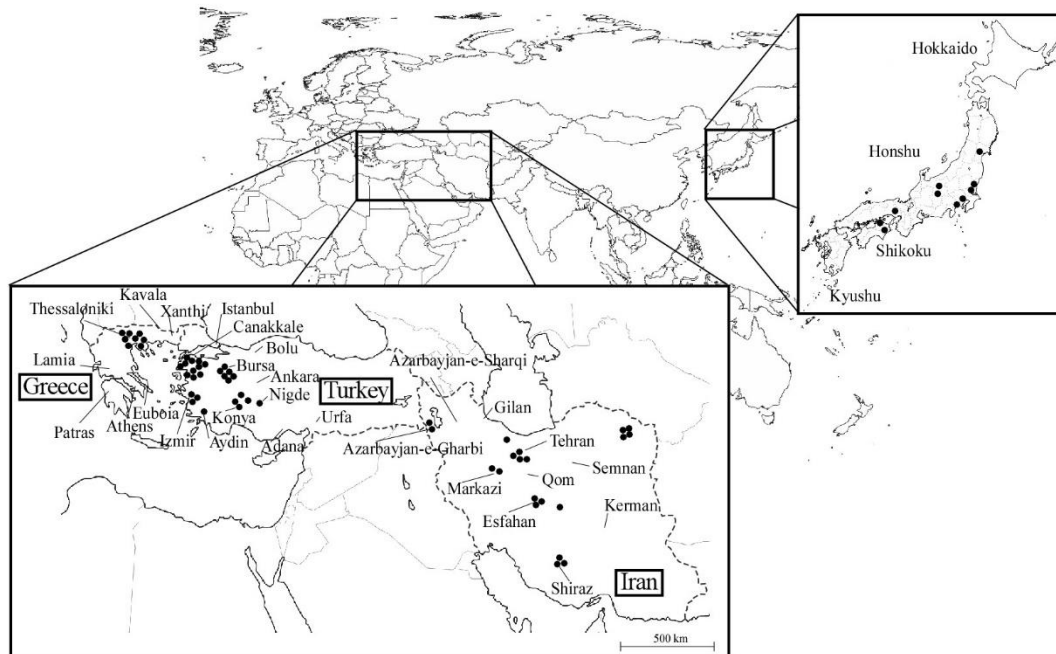 Hokkaido
Honshu
Shikoku
Kyushu
Kavala
Thessaloniki
Xanthi
Istanbul
Canakkale
Bolu
Azarbayjan-e-Sharqi
Lamia
Bursa
Greece
Ankara
Turkey
Nigde
Gilan
Euboia
Urfa
Patras
Athens
Konya
Izmir
Aydin
Adana
Azarbayjan-e-Gharbi
Tehran
Semnan
Markazi
Qom
Esfahan
Kerman
Shiraz
Iran
500 km